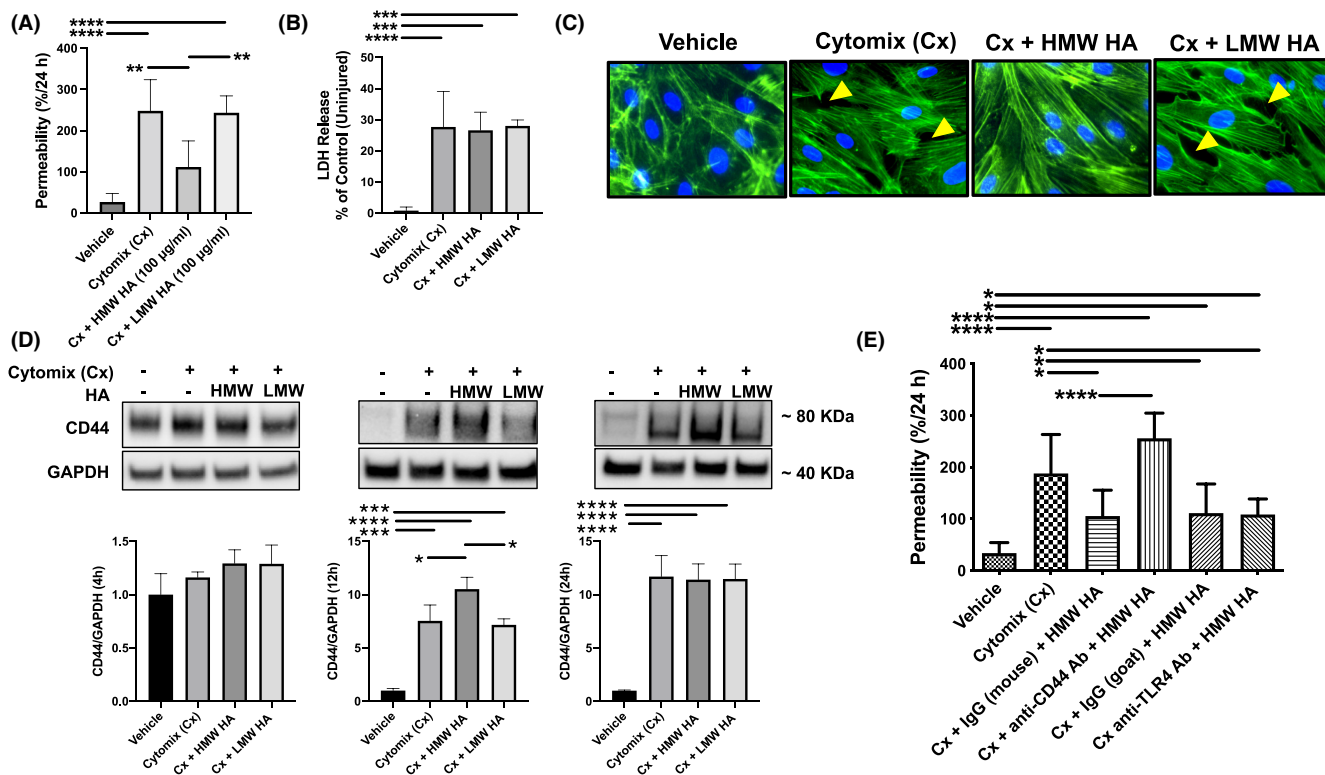 (A)
****
****
**
**
Permeability (%/24 h)
400
300
200
100
0
Vehicle
Cytomix (Cx)
Cx + HMW HA (100 µg/ml)
Cx + LMW HA (100 µg/ml)
(B)
***
***
****
LDH Release
% of Control (Uninjured)
50
40
30
20
10
0
Vehicle
Cytomix( Cx)
Cx + HMW HA
Cx + LMW HA
(C)
Vehicle
Cytomix (Cx)
Cx + HMW HA
Cx + LMW HA
(D)
Cytomix (Cx) - + + +
HA - - HMW LMW
- + + +
- - HMW LMW
- + + +
- - HMW LMW
CD44
GAPDH
~ 80 KDa
~ 40 KDa
CD44/GAPDH (4h)
1.5
1.0
0.5
0.0
Vehicle
Cytomix (Cx)
Cx + HMW HA
Cx + LMW HA
***
****
***
*
*
CD44/GAPDH (12h)
15
10
5
0
Vehicle
Cytomix (Cx)
Cx + HMW HA
Cx + LMW HA
****
****
****
CD44/GAPDH (24h)
15
10
5
0
Vehicle
Cytomix (Cx)
Cx + HMW HA
Cx + LMW HA
(E)
*
*
****
****
*
*
*
****
Permeability (%/24 h)
400
300
200
100
0
Vehicle
Cytomix (Cx)
Cx + IgG (mouse) + HMW HA
Cx + anti-CD44 Ab + HMW HA
Cx + IgG (goat) + HMW HA
Cx anti-TLR4 Ab + HMW HA